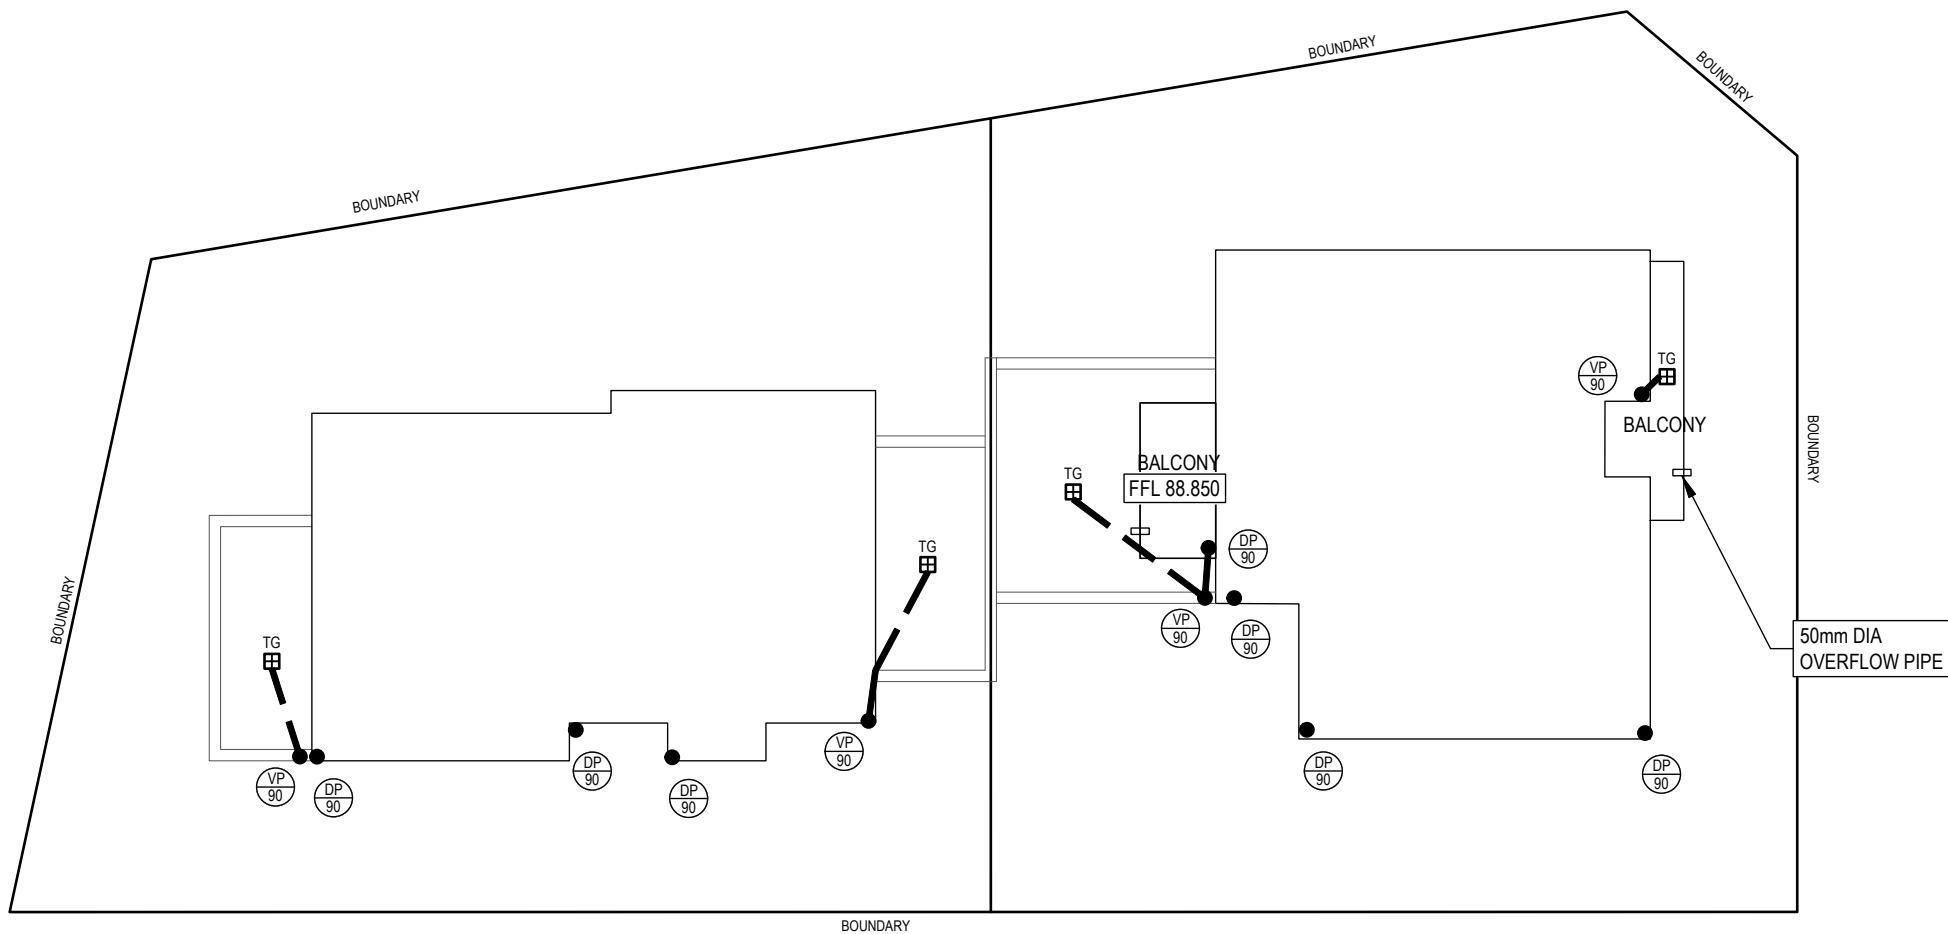 BOUNDARY
BOUNDARY
BOUNDARY
TG
VP
90
BALCONY
BOUNDARY
BALCONY
TG
FFL 88.850
DP
90
TG
BOUNDARY
VP
90
DP
90
50mm DIA
OVERFLOW PIPE
TG
VP
90
DP
90
DP
90
DP
90
VP
90
DP
90
DP
90
BOUNDARY